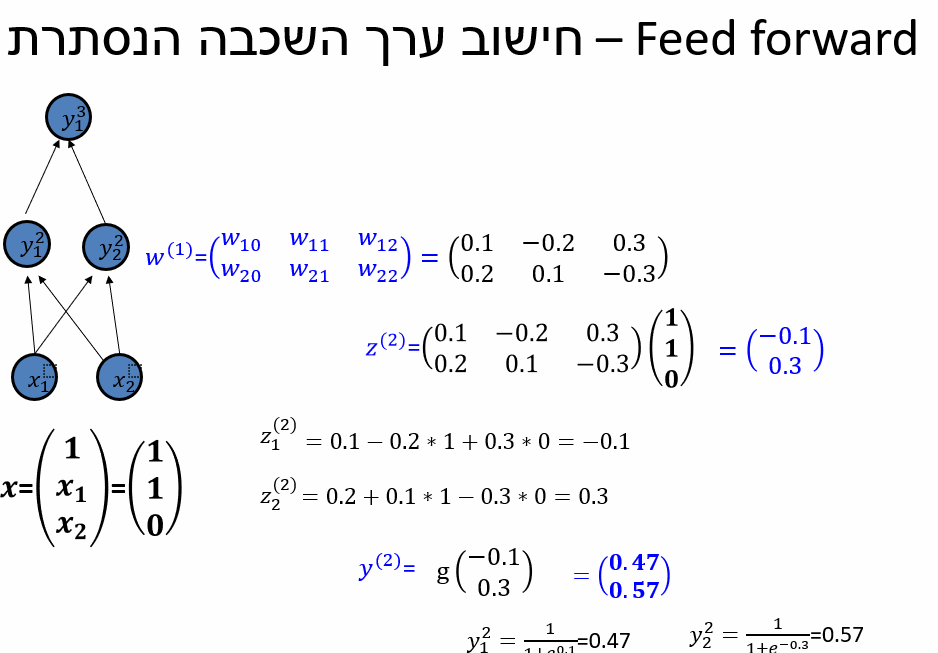 חישוב ערך השכבה הנסתרת – Feed forward
y₁³
y₁² y₂²
w⁽¹⁾=(w₁₀ w₁₁ w₁₂; w₂₀ w₂₁ w₂₂) = (0.1 −0.2 0.3; 0.2 0.1 −0.3)
z⁽²⁾=(0.1 −0.2 0.3; 0.2 0.1 −0.3)(1; 1; 0) = (−0.1; 0.3)
x₁ x₂
x=(1; x₁; x₂)=(1; 1; 0)
z₁⁽²⁾ = 0.1 − 0.2 * 1 + 0.3 * 0 = −0.1
z₂⁽²⁾ = 0.2 + 0.1 * 1 − 0.3 * 0 = 0.3
y⁽²⁾= g(−0.1; 0.3) = (0.47; 0.57)
y₁² = 1/(1+e^0.1)=0.47 y₂² = 1/(1+e^−0.3)=0.57